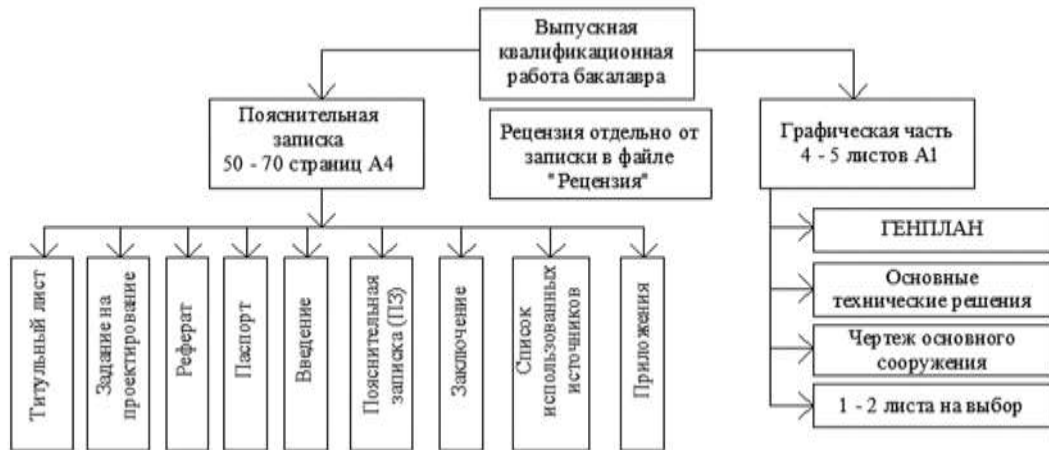 Выпускная
квалификационная
работа бакалавра
Пояснительная
записка
50 - 70 страниц А4
Рецензия отдельно от
записки в файле
"Рецензия"
Графическая часть
4 - 5 листов А1
ГЕНПЛАН
Основные
технические решения
Чертеж основного
сооружения
1 - 2 листа на выбор
Титульный лист
Задание на
проектирование
Реферат
Паспорт
Введение
Пояснительная
записка (ПЗ)
Заключение
Список
использованных
источников
Приложения